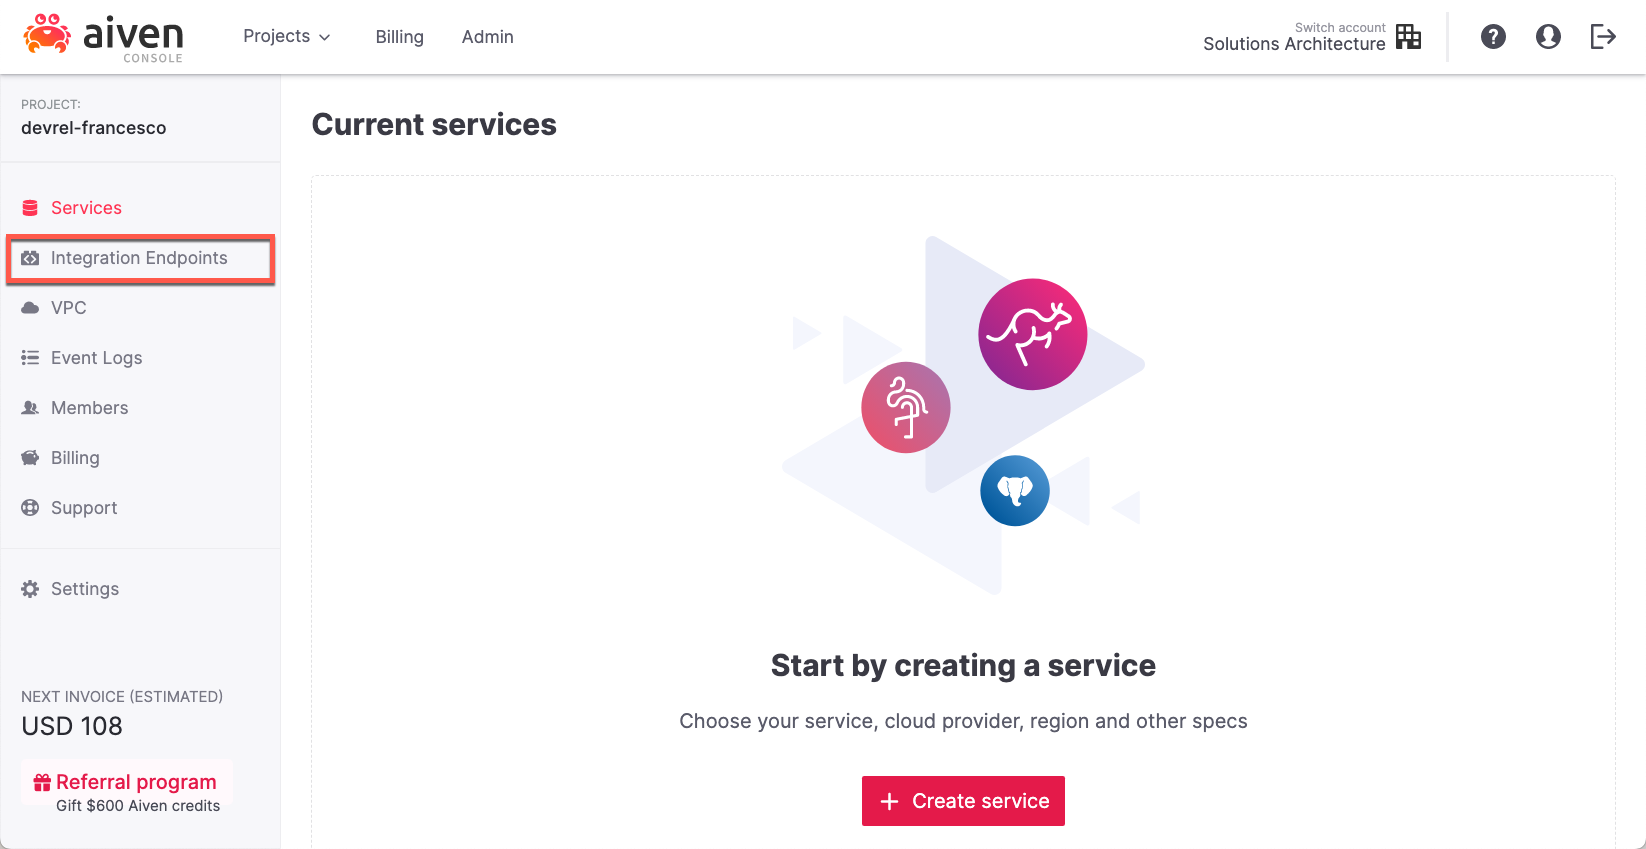 aiven
CONSOLE
Projects
Billing
Admin
Switch account
Solutions Architecture
PROJECT:
devrel-francesco
Services
Integration Endpoints
VPC
Event Logs
Members
Billing
Support
Settings
NEXT INVOICE (ESTIMATED)
USD 108
Referral program
Gift $600 Aiven credits
Current services
Start by creating a service
Choose your service, cloud provider, region and other specs
+ Create service